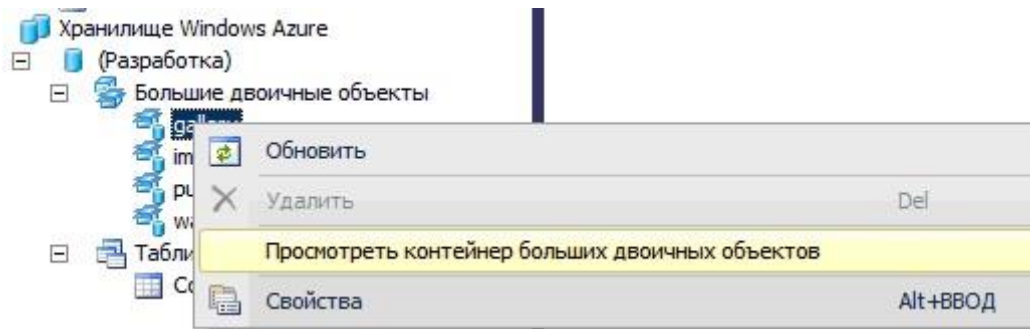 Хранилище Windows Azure
(Разработка)
Большие двоичные объекты
Обновить
Удалить Del
Просмотреть контейнер больших двоичных объектов
Свойства Alt+ВВОД